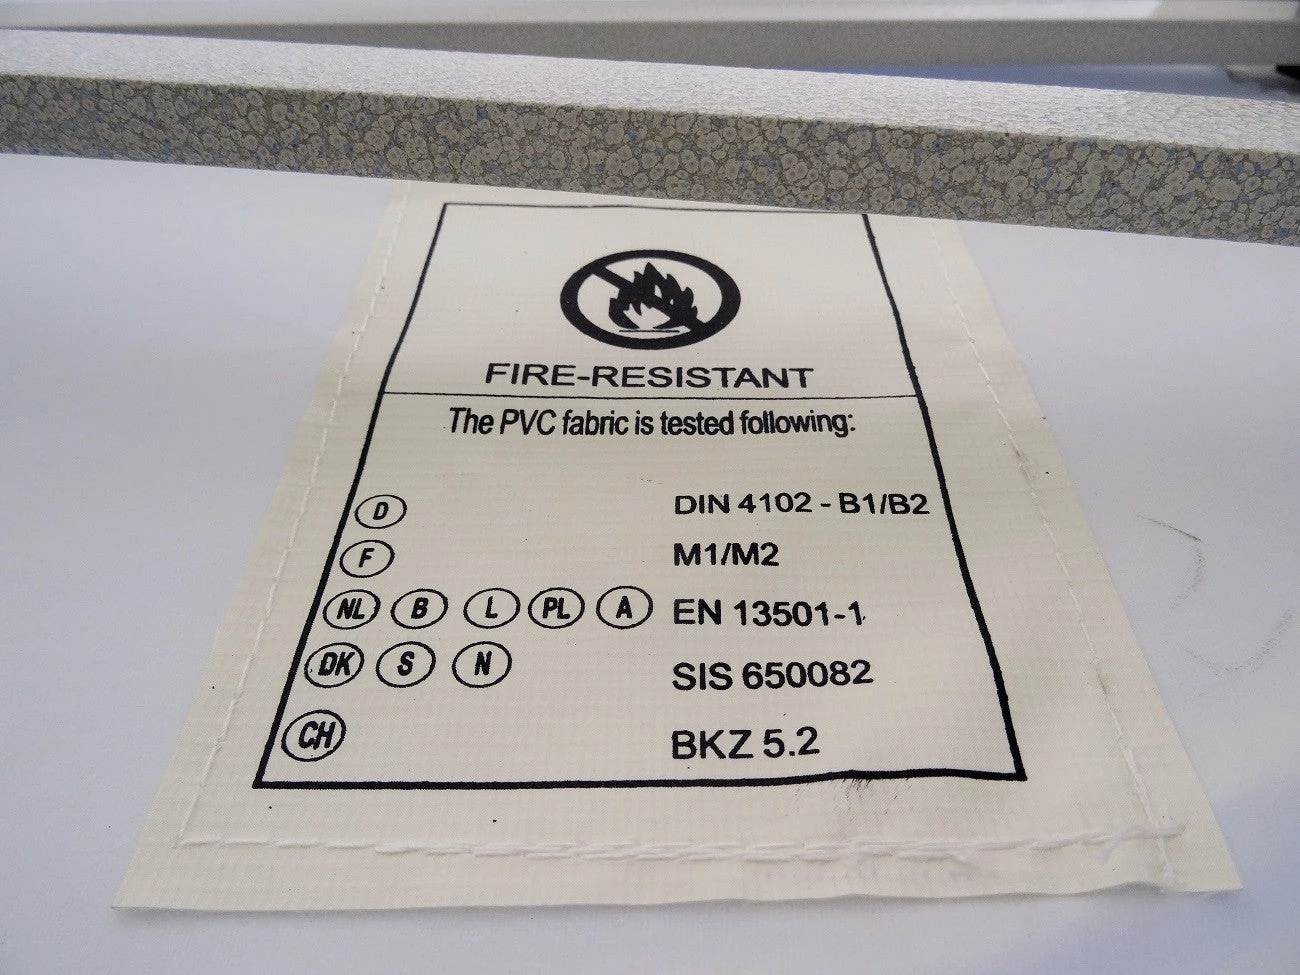 FIRE-RESISTANT
The PVC fabric is tested following:
D DIN 4102 - B1/B2
F M1/M2
NL B L PL A EN 13501-1
DK S N SIS 650082
CH BKZ 5.2